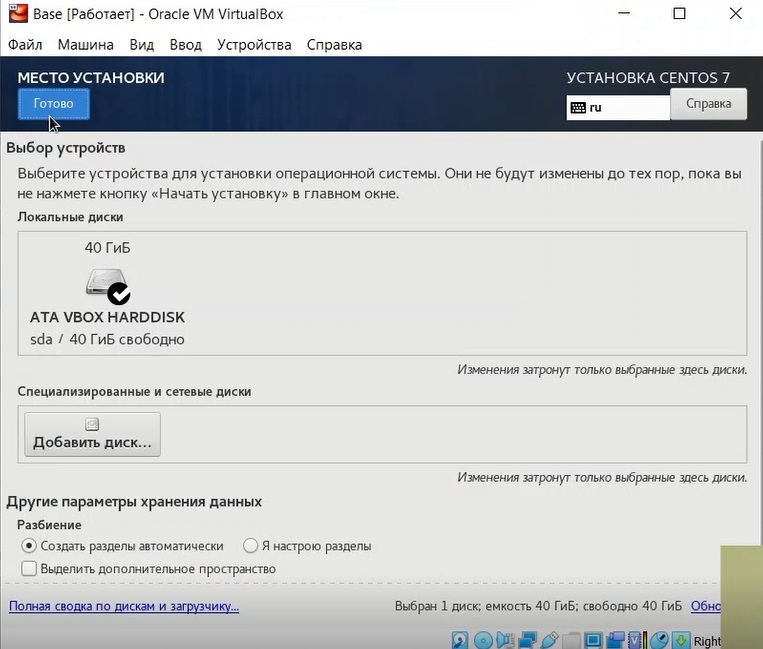 Base [Работает] - Oracle VM VirtualBox
Файл Машина Вид Ввод Устройства Справка
МЕСТО УСТАНОВКИ
УСТАНОВКА CENTOS 7
Готово
ru
Справка
Выбор устройств
Выберите устройства для установки операционной системы. Они не будут изменены до тех пор, пока вы
не нажмете кнопку «Начать установку» в главном окне.
Локальные диски
40 ГиБ
ATA VBOX HARDDISK
sda / 40 ГиБ свободно
Изменения затронут только выбранные здесь диски.
Специализированные и сетевые диски
Добавить диск...
Изменения затронут только выбранные здесь диски.
Другие параметры хранения данных
Разбиение
Создать разделы автоматически Я настрою разделы
Выделить дополнительное пространство
Полная сводка по дискам и загрузчику... Выбран 1 диск; емкость 40 ГиБ; свободно 40 ГиБ Обно
Right